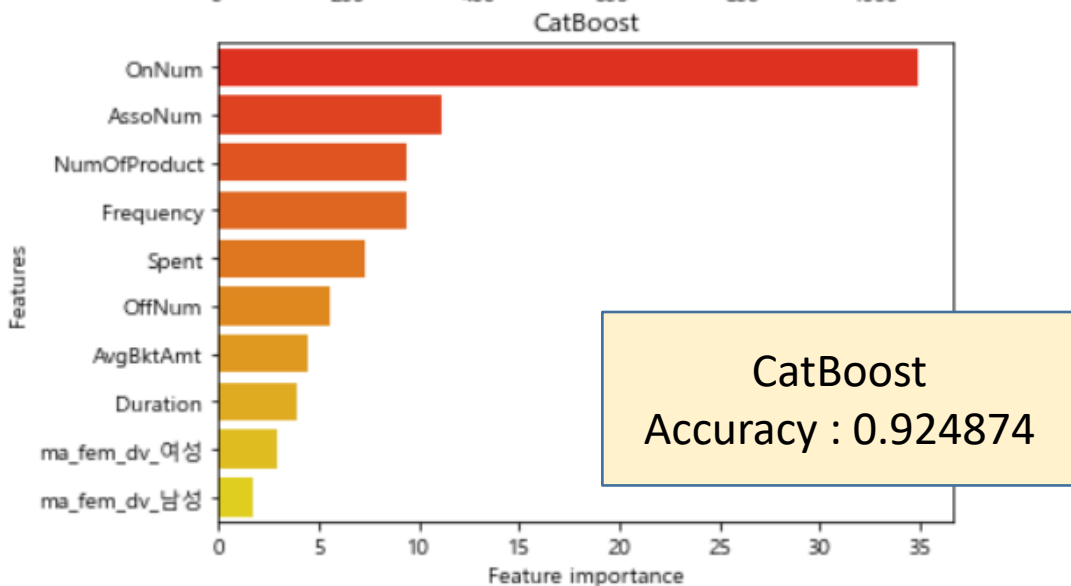 CatBoost
OnNum
AssoNum
NumOfProduct
Frequency
Spent
OffNum
AvgBktAmt
Duration
ma_fem_dv_여성
ma_fem_dv_남성
Features
CatBoost
Accuracy : 0.924874
0 5 10 15 20 25 30 35
Feature importance